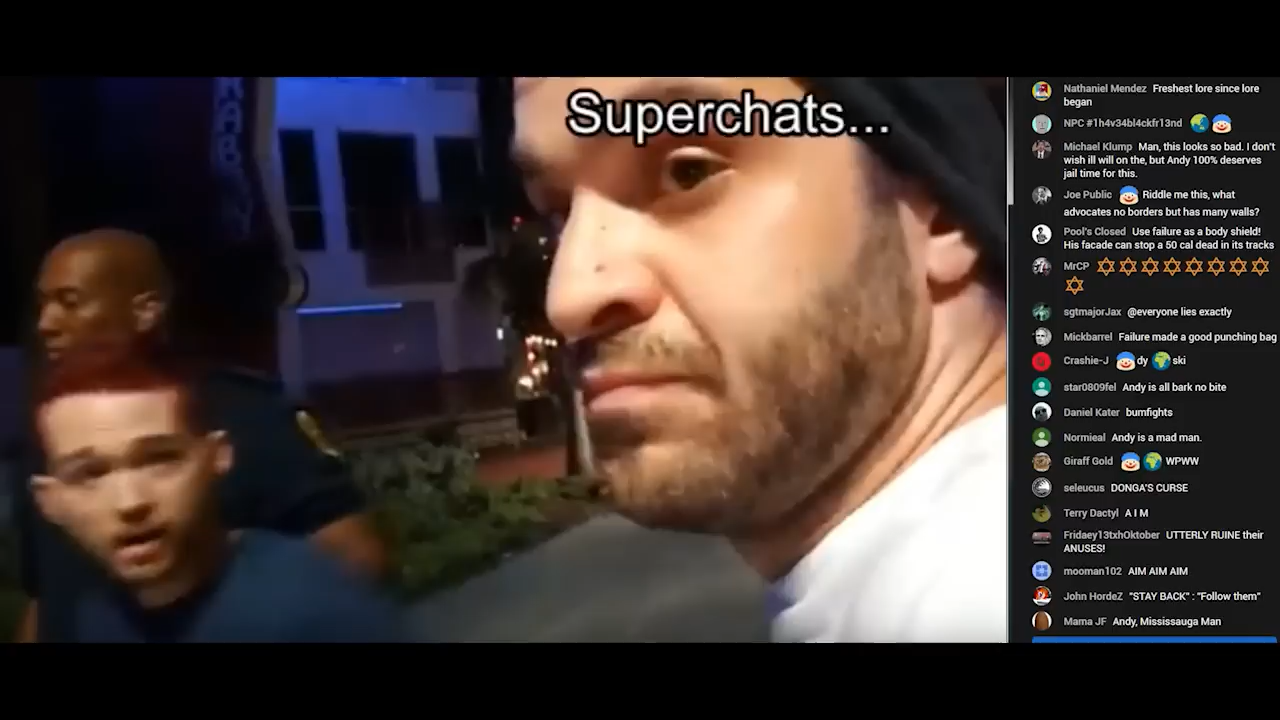 Superchats...
Nathaniel Mendez Freshest lore since lore
began
NPC #1h4v34bl4ckfr13nd
Michael Klump Man, this looks so bad. I don't
wish ill will on the, but Andy 100% deserves
jail time for this.
Joe Public Riddle me this, what
advocates no borders but has many walls?
Pool's Closed Use failure as a body shield!
His facade can stop a 50 cal dead in its tracks
MrCP
sgtmajorJax @everyone lies exactly
Mickbarrel Failure made a good punching bag
Crashie-J dy ski
star0809fel Andy is all bark no bite
Daniel Kater bumfights
Normieal Andy is a mad man.
Giraff Gold WPWW
seleucus DONGA'S CURSE
Terry Dactyl A I M
Fridaey13txhOktober UTTERLY RUINE their
ANUSES!
mooman102 AIM AIM AIM
John HordeZ "STAY BACK" : "Follow them"
Mama JF Andy, Mississauga Man